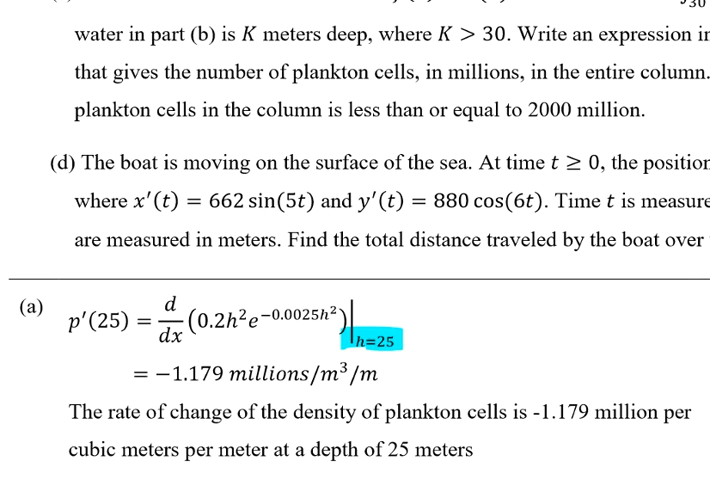 water in part (b) is K meters deep, where K > 30. Write an expression
that gives the number of plankton cells, in millions, in the entire column.
plankton cells in the column is less than or equal to 2000 million.
(d) The boat is moving on the surface of the sea. At time t ≥ 0, the position
where x′(t) = 662 sin(5t) and y′(t) = 880 cos(6t). Time t is measure
are measured in meters. Find the total distance traveled by the boat over
(a) p′(25) = d/dx (0.2h²e^−0.0025h²)|h=25
= −1.179 millions/m³/m
The rate of change of the density of plankton cells is -1.179 million per
cubic meters per meter at a depth of 25 meters